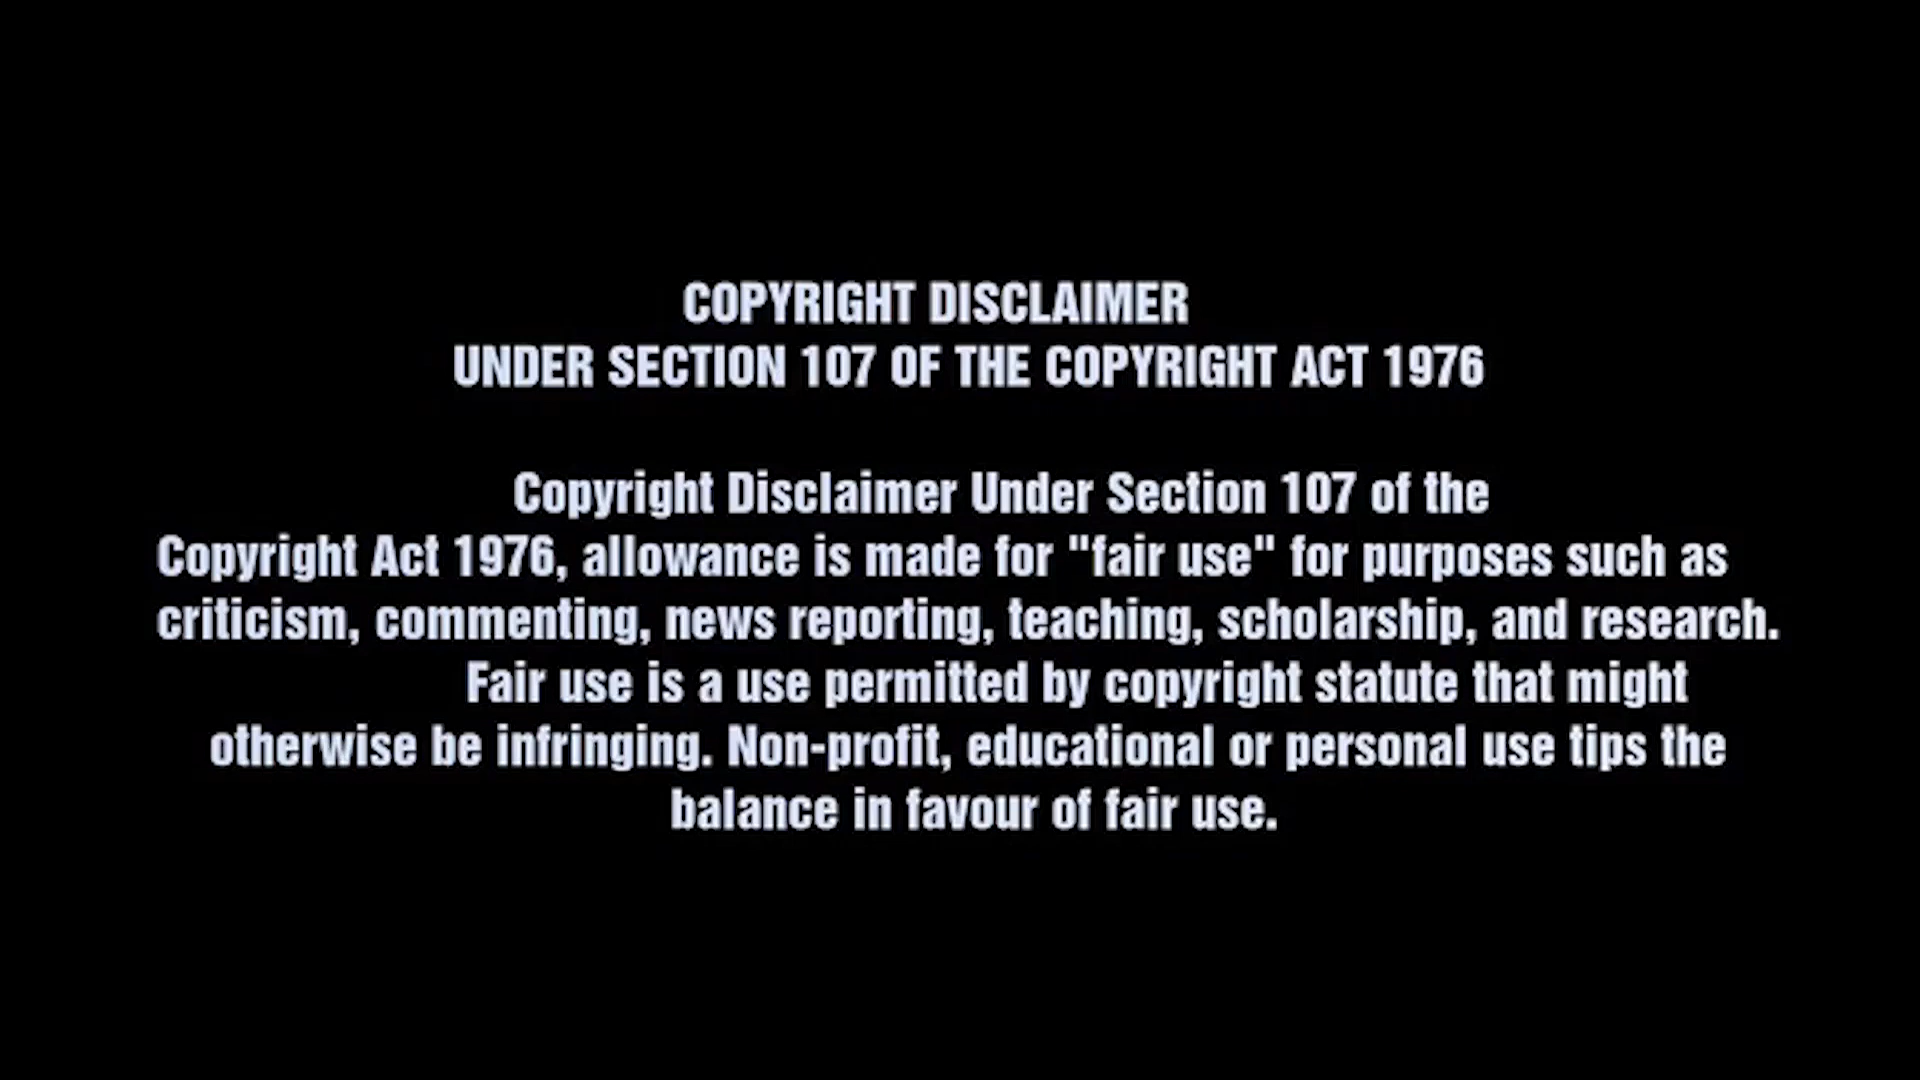 COPYRIGHT DISCLAIMER
UNDER SECTION 107 OF THE COPYRIGHT ACT 1976
Copyright Disclaimer Under Section 107 of the
Copyright Act 1976, allowance is made for "fair use" for purposes such as
criticism, commenting, news reporting, teaching, scholarship, and research.
Fair use is a use permitted by copyright statute that might
otherwise be infringing. Non-profit, educational or personal use tips the
balance in favour of fair use.